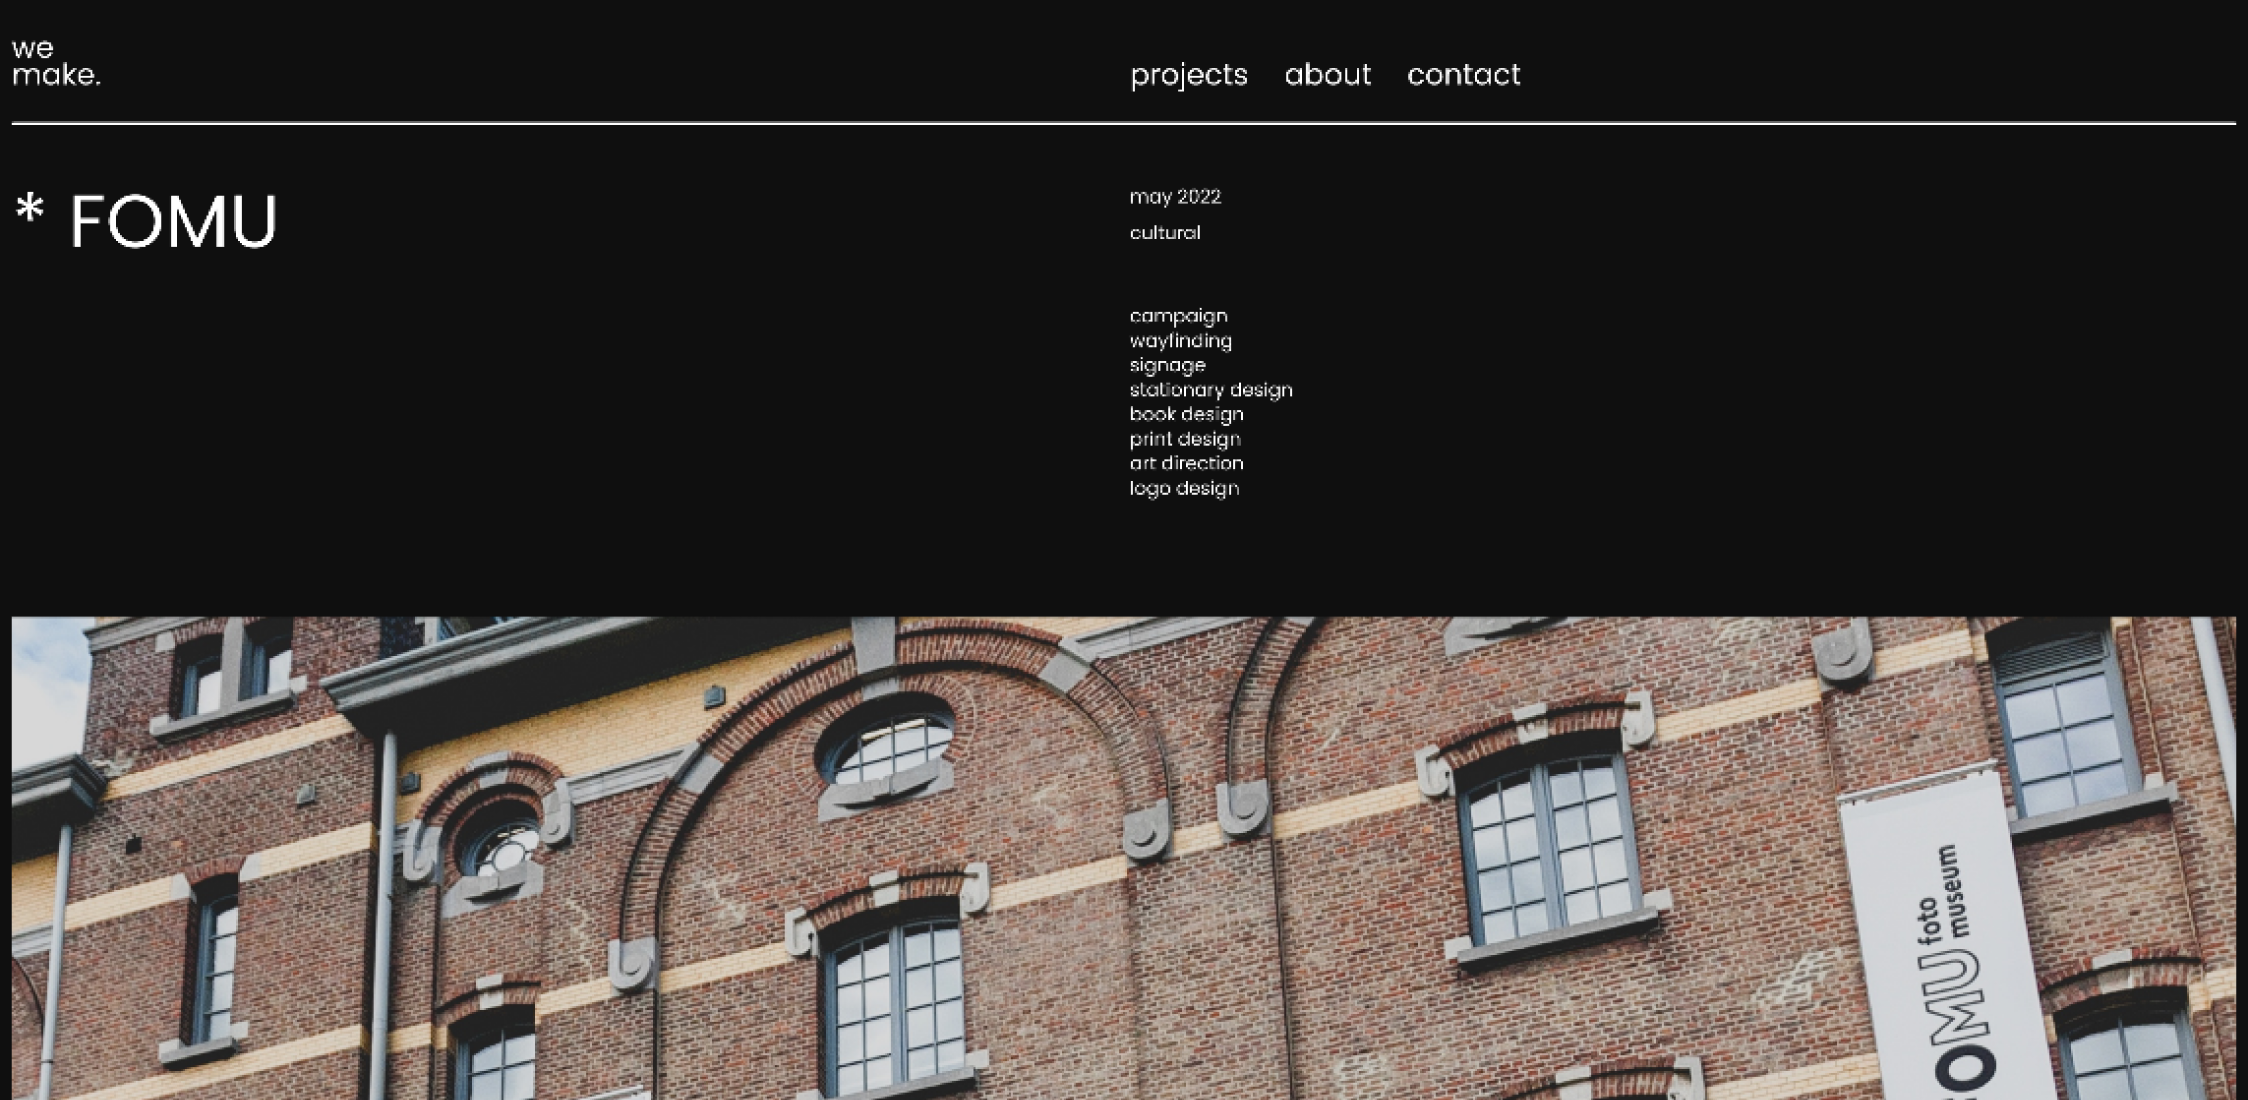 we
make.
projects about contact
* FOMU
may 2022
cultural
campaign
wayfinding
signage
stationary design
book design
print design
art direction
logo design
foto
museum
OMU